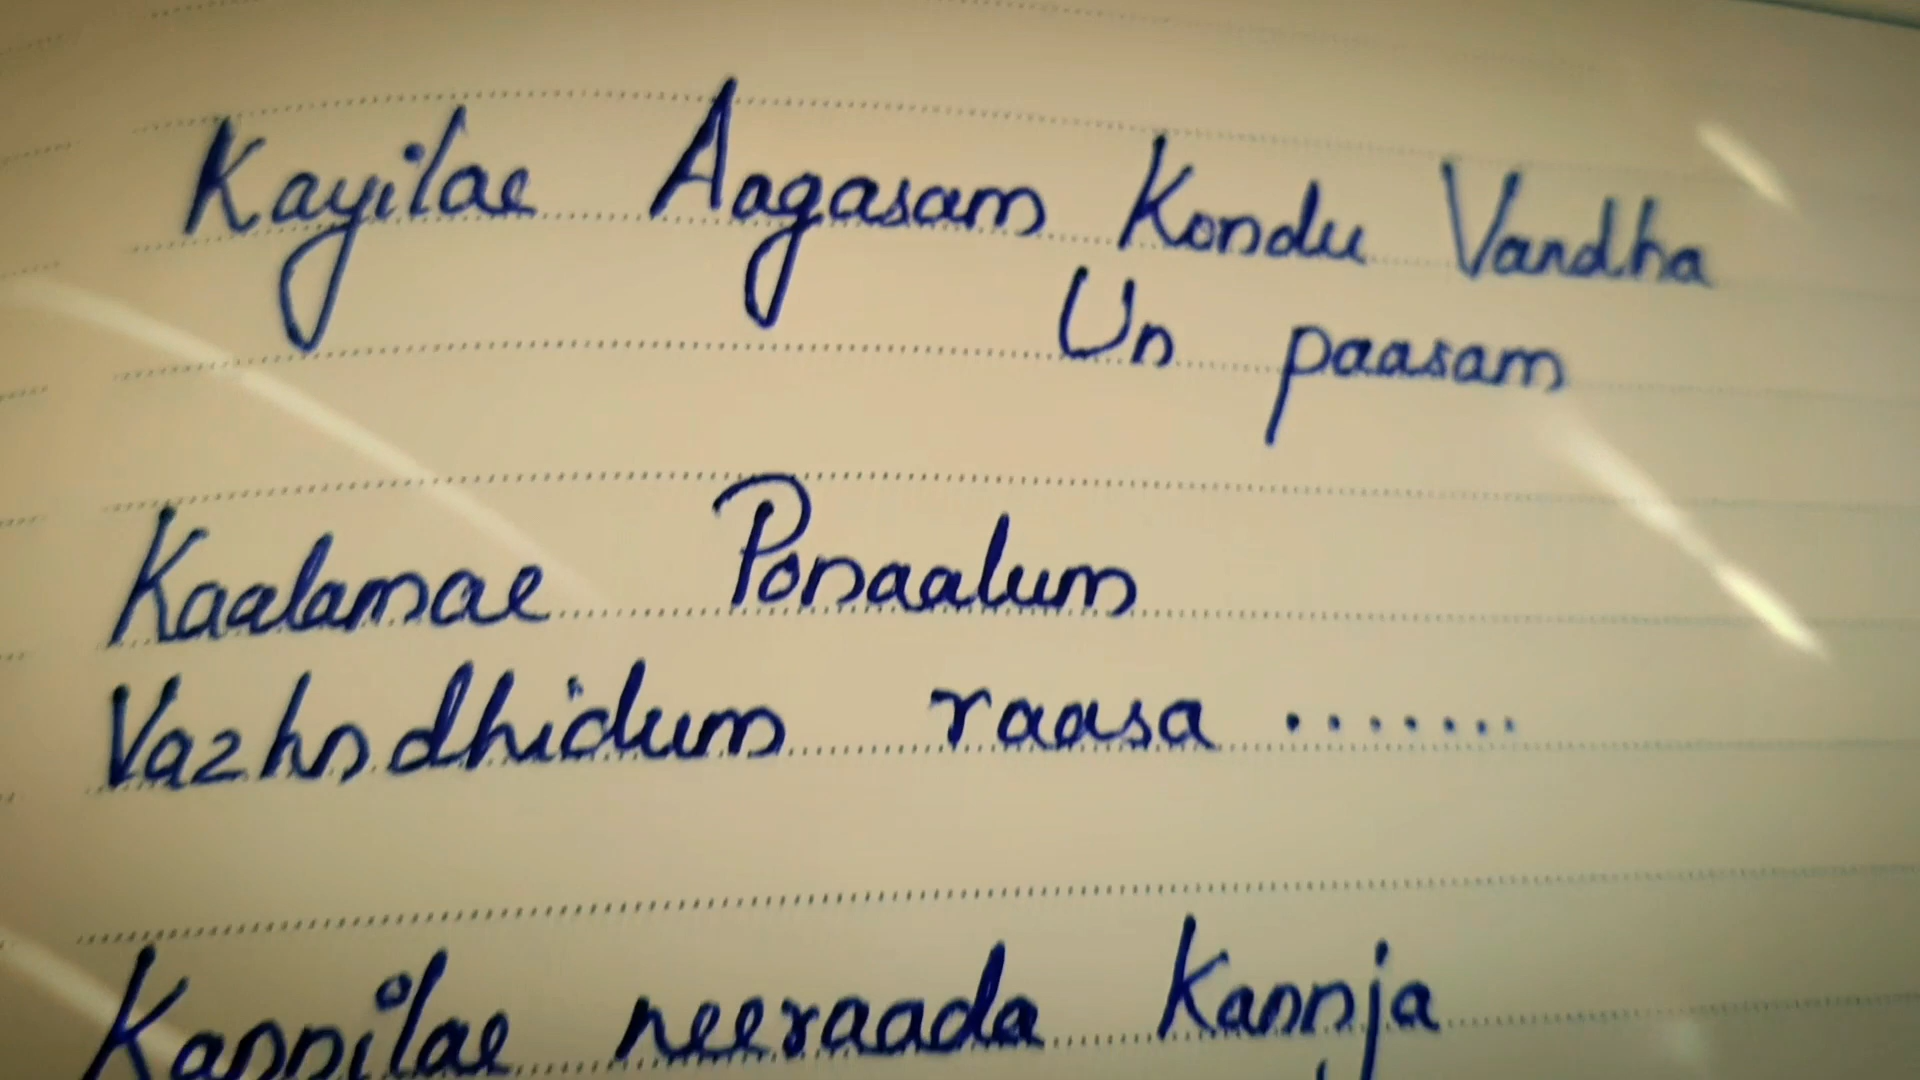 Kayilae Aagasam Kondu Vandha
Un paasam
Kaalamae Ponaalum
Vazhndhidum raasa .......
Kannilae neeraada Kannja